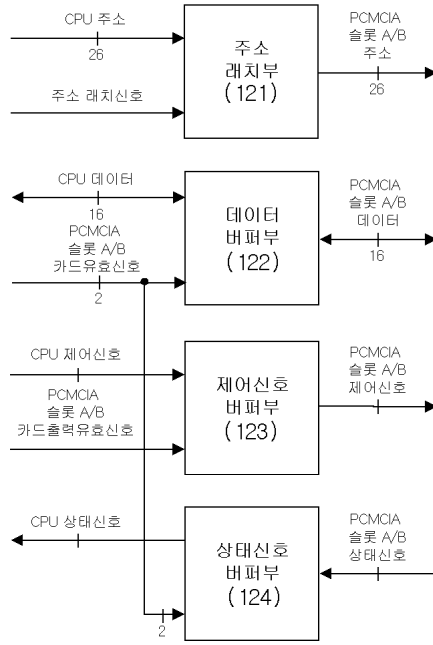 CPU 주소
26
주소 래치신호
주소
래치부
(121)
PCMCIA
슬롯 A/B
주소
26
CPU 데이터
16
PCMCIA
슬롯 A/B
카드유효신호
2
데이터
버퍼부
(122)
PCMCIA
슬롯 A/B
데이터
16
CPU 제어신호
PCMCIA
슬롯 A/B
카드출력유효신호
제어신호
버퍼부
(123)
PCMCIA
슬롯 A/B
제어신호
CPU 상태신호
2
상태신호
버퍼부
(124)
PCMCIA
슬롯 A/B
상태신호